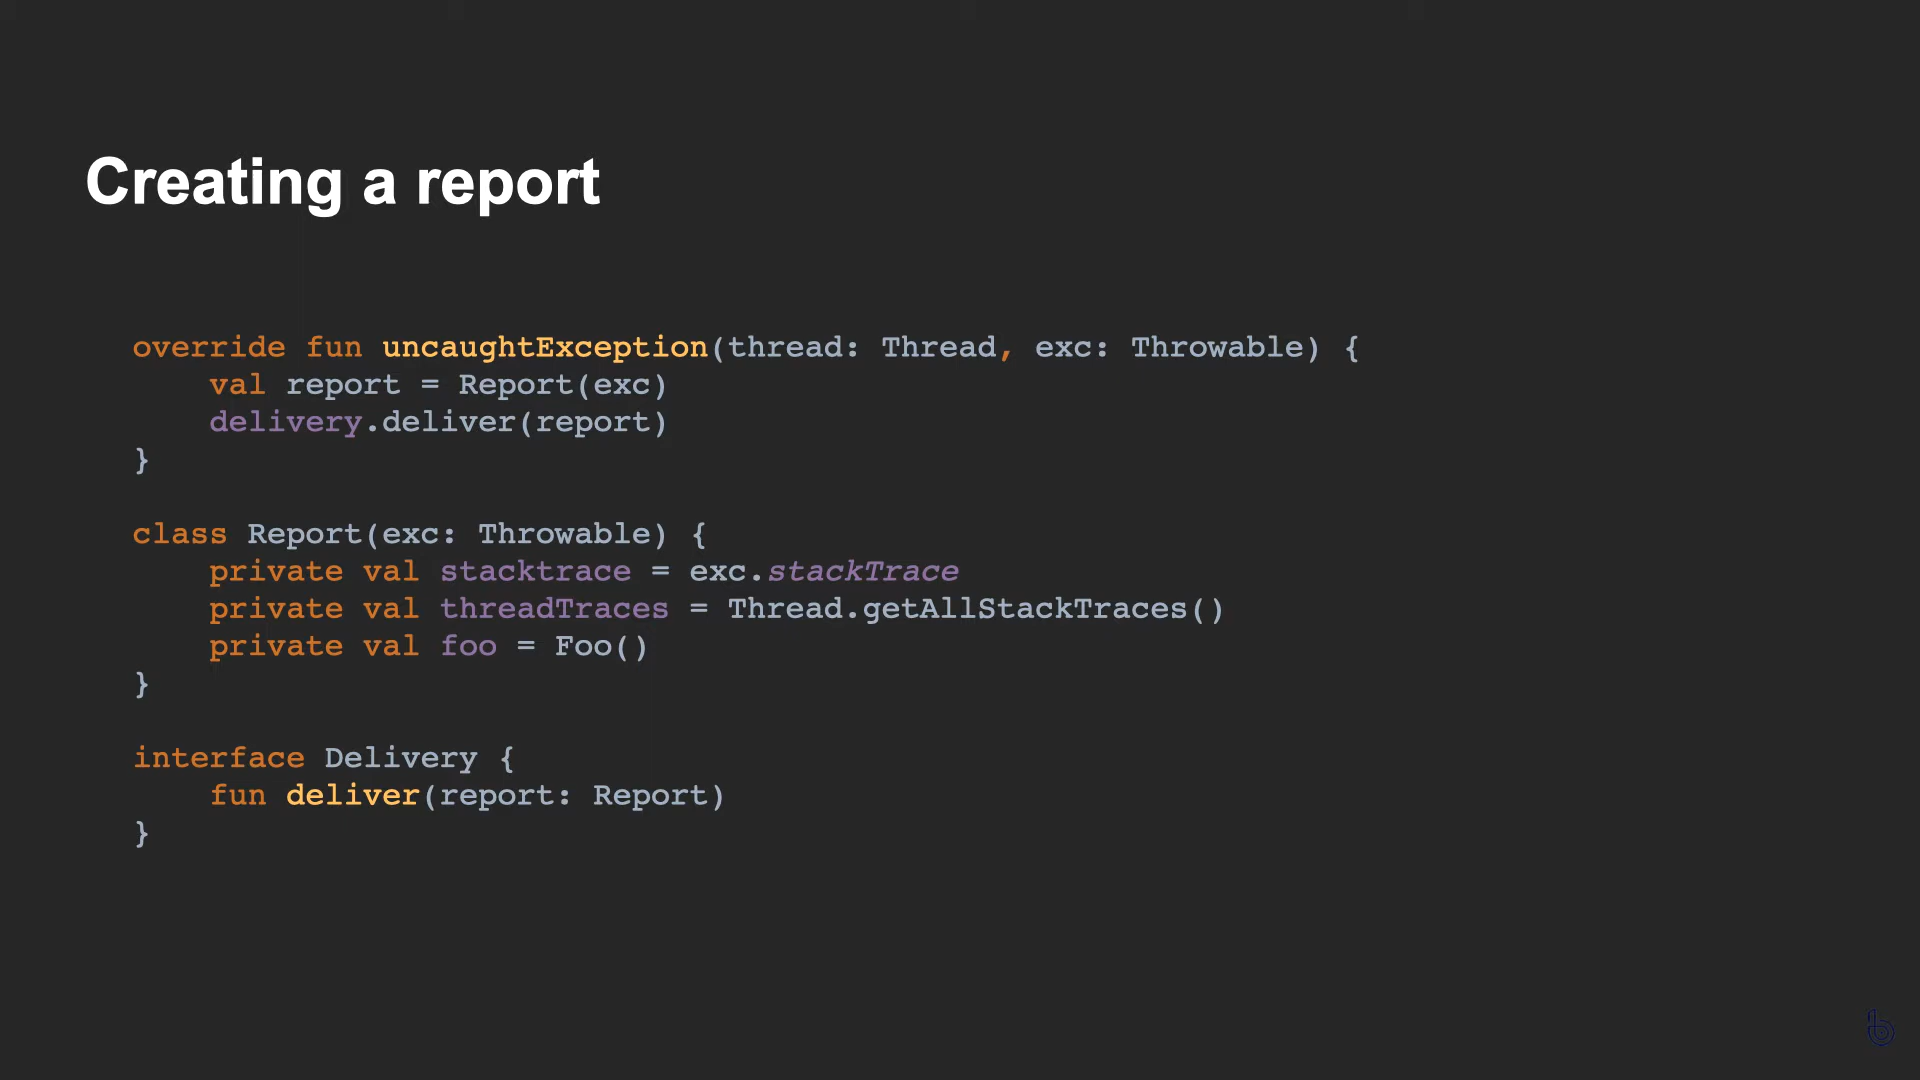 Creating a report
override fun uncaughtException(thread: Thread, exc: Throwable) {
    val report = Report(exc)
    delivery.deliver(report)
}
class Report(exc: Throwable) {
    private val stacktrace = exc.stackTrace
    private val threadTraces = Thread.getAllStackTraces()
    private val foo = Foo()
}
interface Delivery {
    fun deliver(report: Report)
}